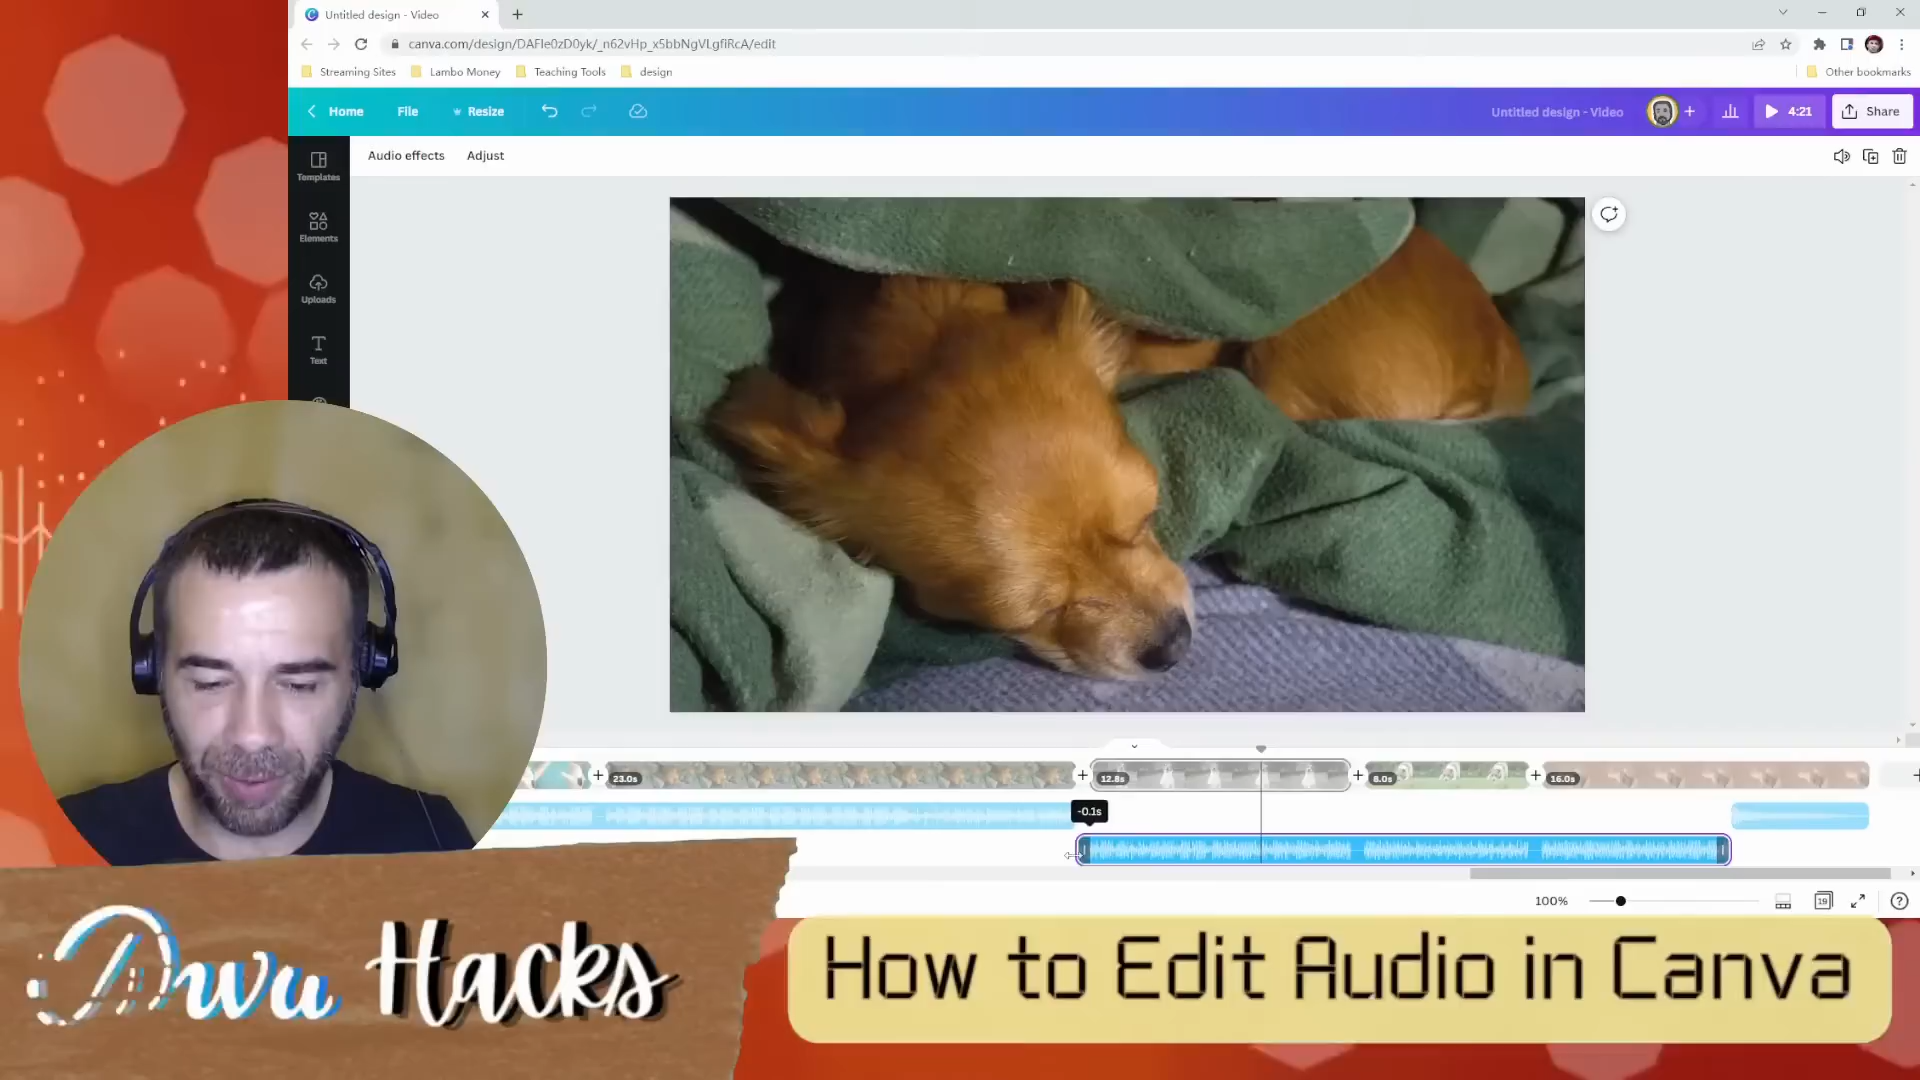 Untitled design - Video
canva.com/design/DAFIe0zD0yk/_n62vHp_x5bbNgVLgfiRcA/edit
Streaming Sites
Lambo Money
Teaching Tools
design
Other bookmarks
Home
File
Resize
Untitled design - Video
4:21
Share
Templates
Audio effects
Adjust
Elements
Uploads
Text
23.0s
12.8s
8.0s
16.0s
-0.1s
100%
19
Hacks
How to Edit Audio in Canva